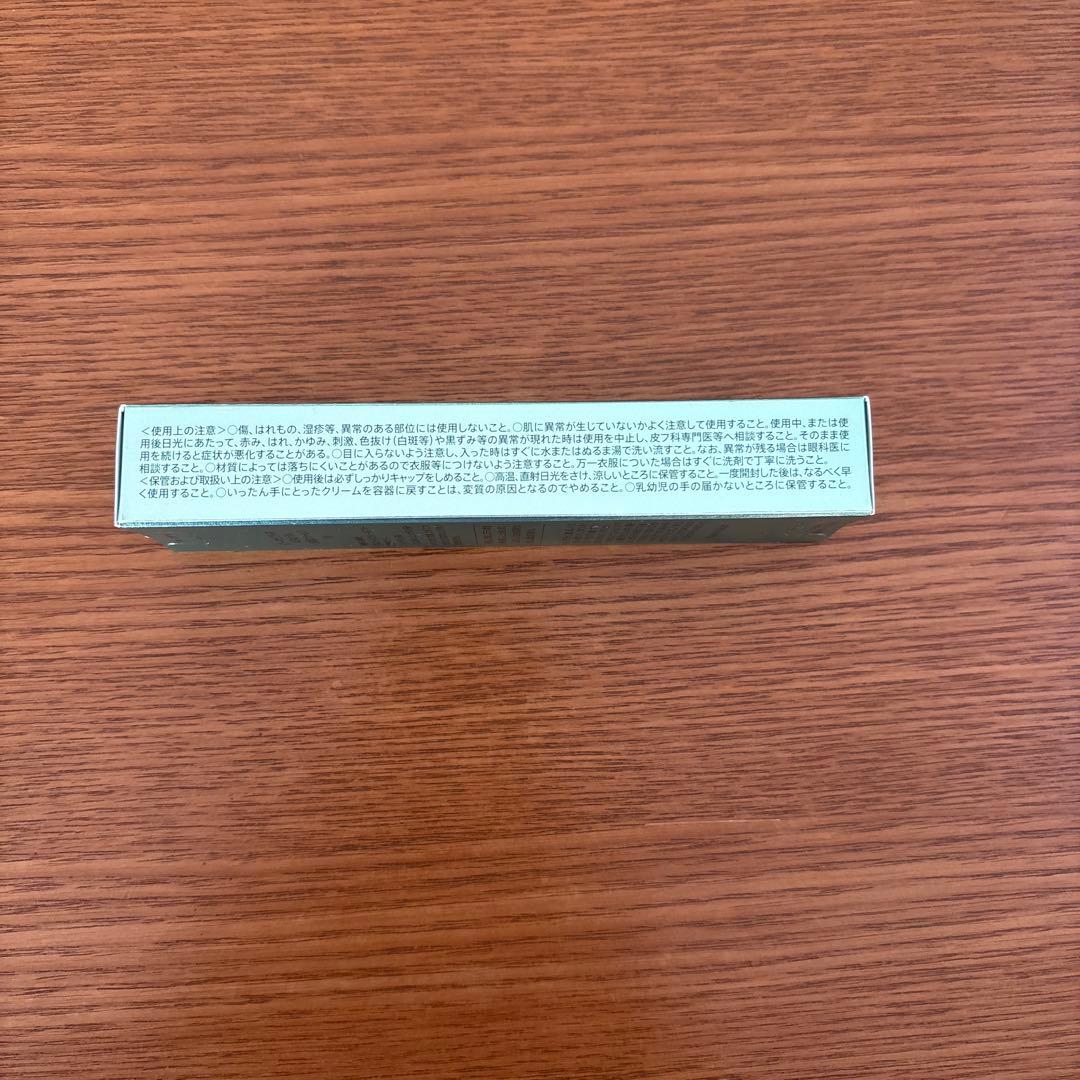 ＜使用上の注意＞○傷、はれもの、湿疹等、異常のある部位には使用しないこと。○肌に異常が生じていないかよく注意して使用すること。使用中、または使
用後日光にあたって、赤み、はれ、かゆみ、刺激、色抜け(白斑等)や黒ずみ等の異常が現れた時は使用を中止し、皮フ科専門医等へ相談すること。そのまま使
用を続けると症状が悪化することがある。○目に入らないよう注意し、入った時はすぐに水またはぬるま湯で洗い流すこと。なお、異常が残る場合は眼科医に
相談すること。○材質によっては落ちにくいことがあるので衣服等につけないよう注意すること。万一衣服についた場合はすぐに洗剤で丁寧に洗うこと。
＜保管および取扱い上の注意＞○使用後は必ずしっかりキャップをしめること。○高温、直射日光をさけ、涼しいところに保管すること。一度開封した後は、なるべく早
く使用すること。○いったん手にとったクリームを容器に戻すことは、変質の原因となるのでやめること。○乳幼児の手の届かないところに保管すること。